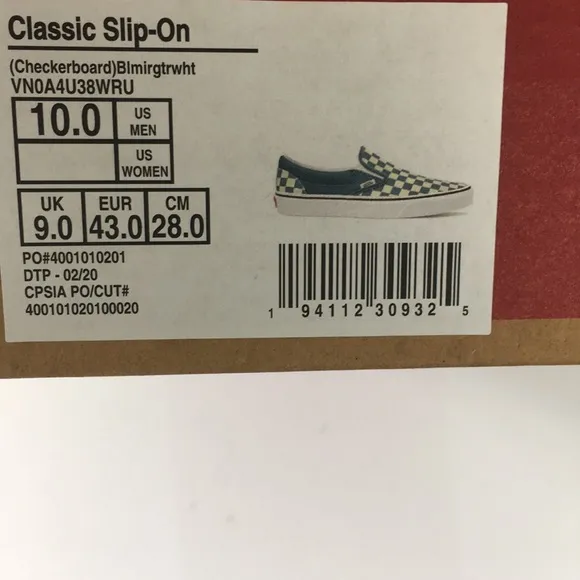 Classic Slip-On
(Checkerboard)Blmirgtrwht
VN0A4U38WRU
10.0 US MEN
US WOMEN
UK EUR CM
9.0 43.0 28.0
PO#4001010201
DTP - 02/20
CPSIA PO/CUT#
400101020100020
1 94112 30932 5